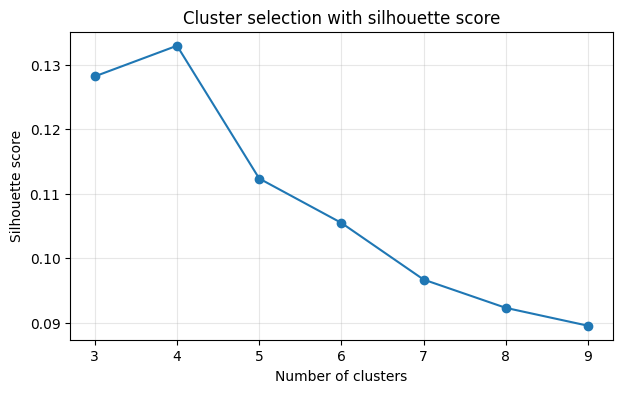 Cluster selection with silhouette score
Silhouette score
0.13
0.12
0.11
0.10
0.09
3 4 5 6 7 8 9
Number of clusters